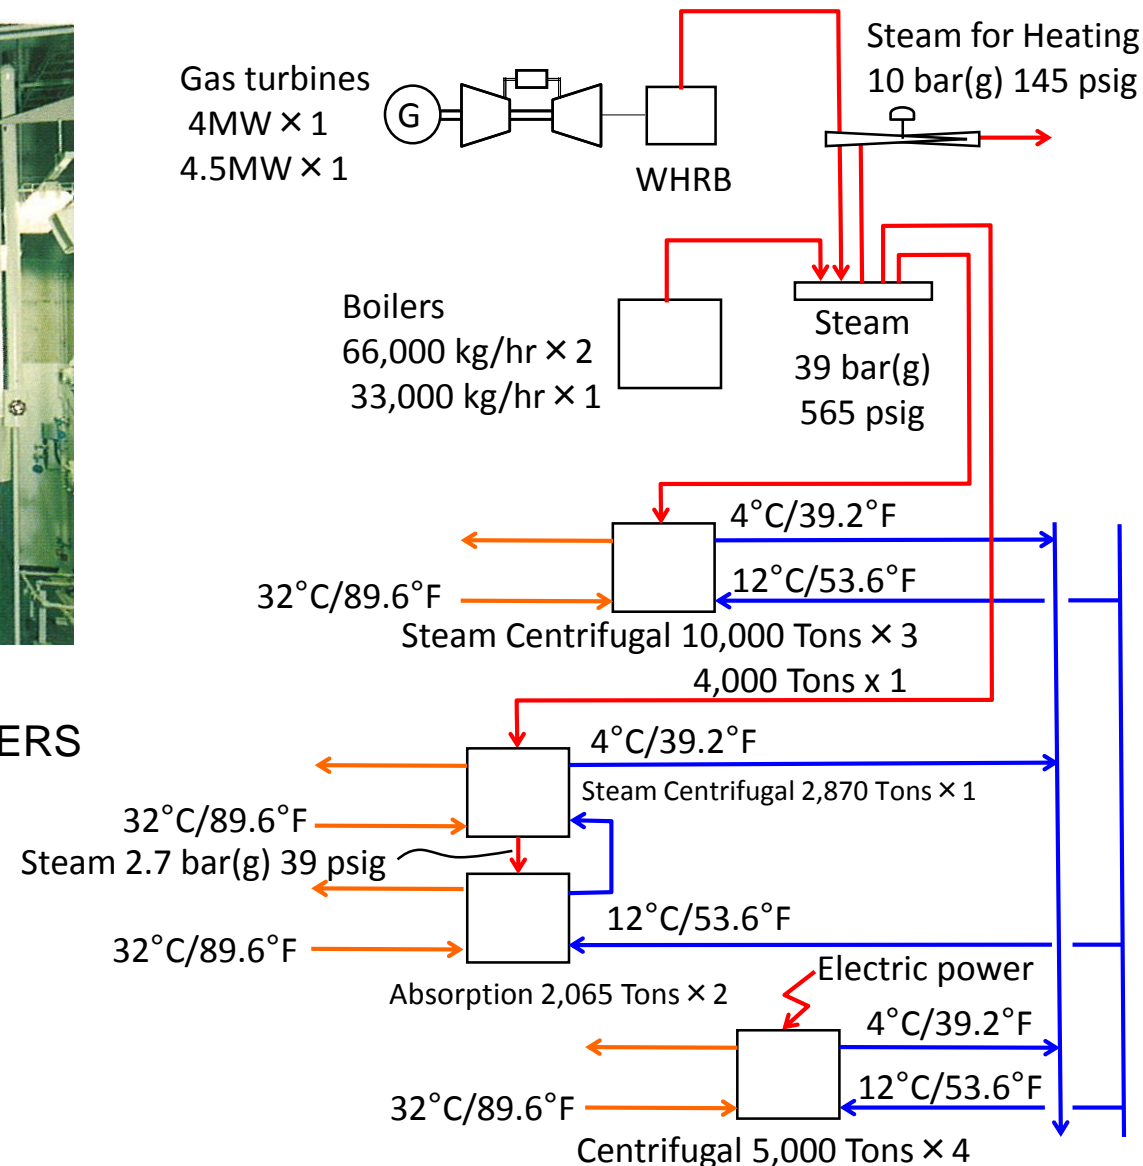 Steam for Heating
10 bar(g) 145 psig
Gas turbines
4MW × 1
4.5MW × 1
G
WHRB
Boilers
66,000 kg/hr × 2
33,000 kg/hr × 1
Steam
39 bar(g)
565 psig
4°C/39.2°F
12°C/53.6°F
32°C/89.6°F
Steam Centrifugal 10,000 Tons × 3
4,000 Tons x 1
ERS
4°C/39.2°F
Steam Centrifugal 2,870 Tons × 1
32°C/89.6°F
Steam 2.7 bar(g) 39 psig
12°C/53.6°F
32°C/89.6°F
Absorption 2,065 Tons × 2
Electric power
4°C/39.2°F
12°C/53.6°F
32°C/89.6°F
Centrifugal 5,000 Tons × 4